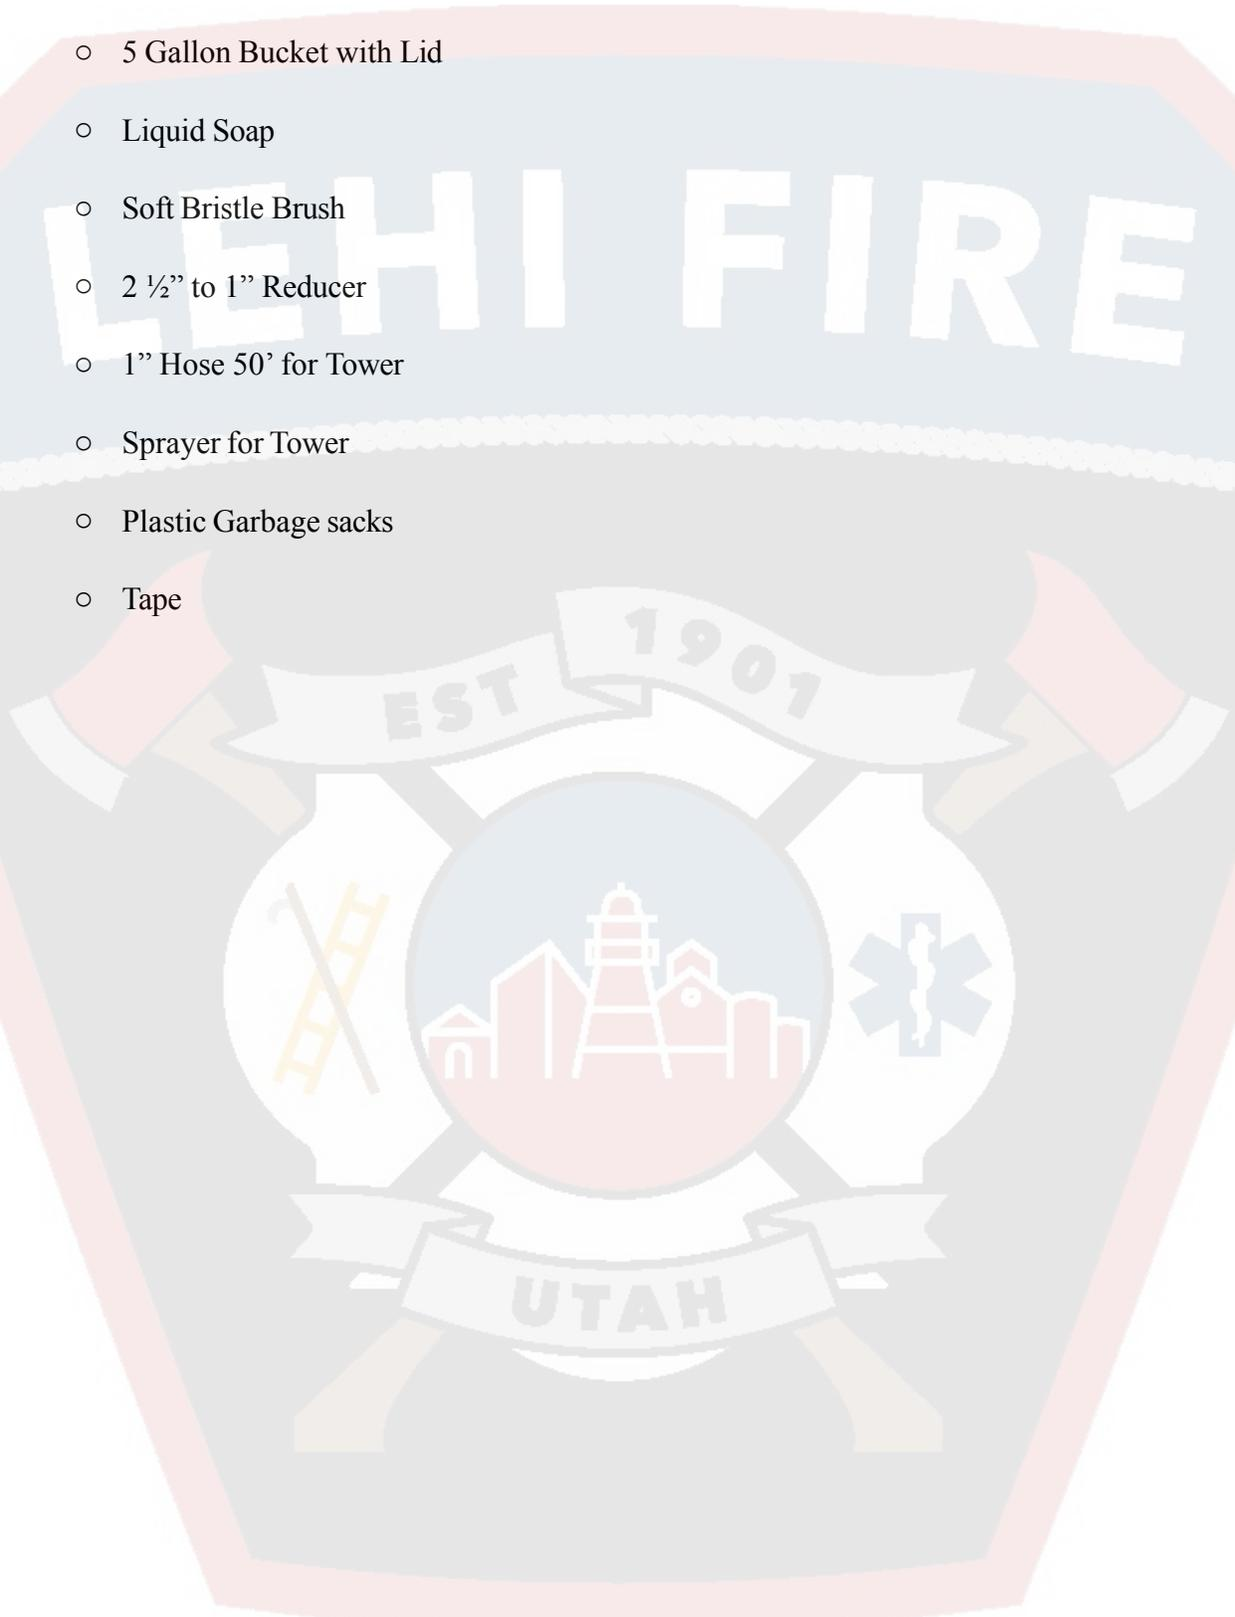 ○ 5 Gallon Bucket with Lid
○ Liquid Soap
○ Soft Bristle Brush
○ 2 ½” to 1” Reducer
○ 1” Hose 50’ for Tower
○ Sprayer for Tower
○ Plastic Garbage sacks
○ Tape
LEHI FIRE
EST 1901
UTAH